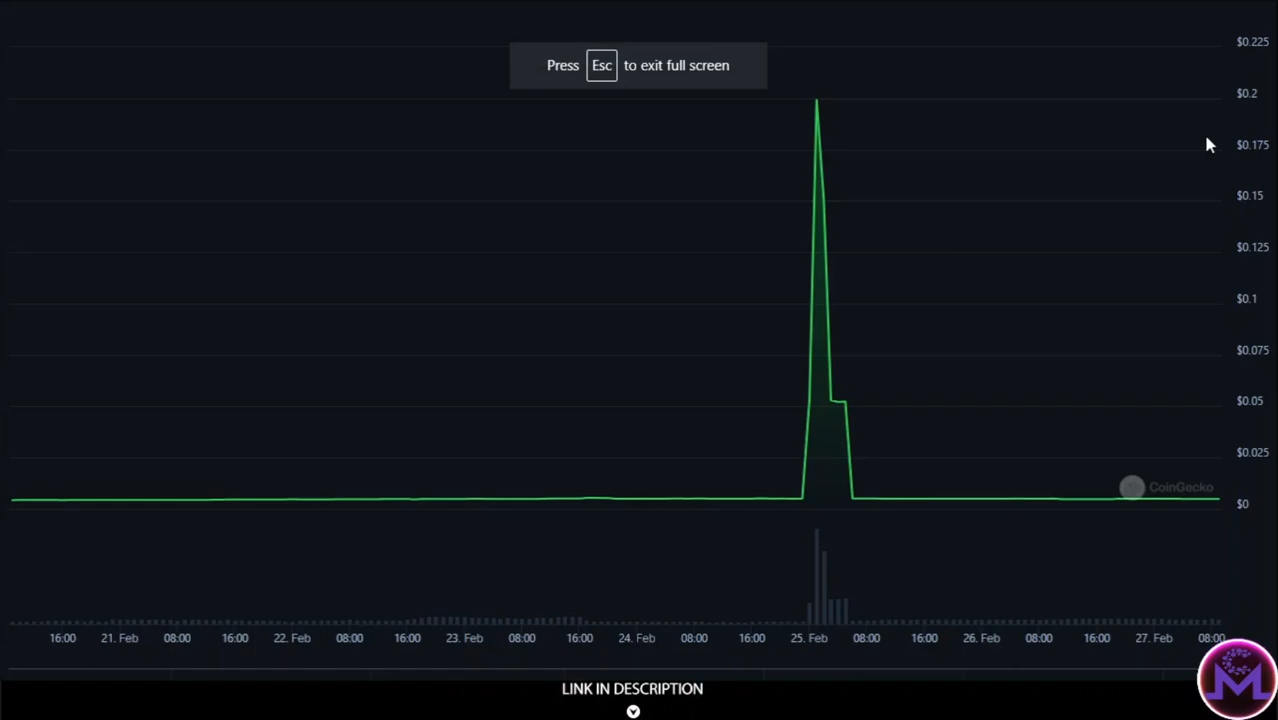 Press Esc to exit full screen
$0.225
$0.2
$0.175
$0.15
$0.125
$0.1
$0.075
$0.05
$0.025
$0
CoinGecko
16:00 21. Feb 08:00 16:00 22. Feb 08:00 16:00 23. Feb 08:00 16:00 24. Feb 08:00 16:00 25 Feb 08:00 16:00 26. Feb 08:00 16:00 27. Feb 08:00
LINK IN DESCRIPTION